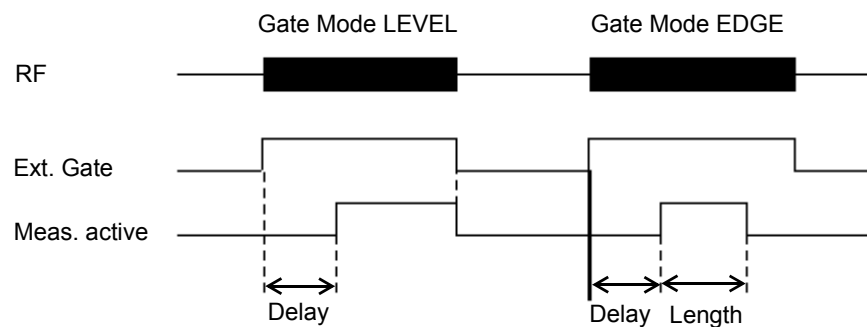 Gate Mode LEVEL
Gate Mode EDGE
RF
Ext. Gate
Meas. active
Delay
Delay
Length